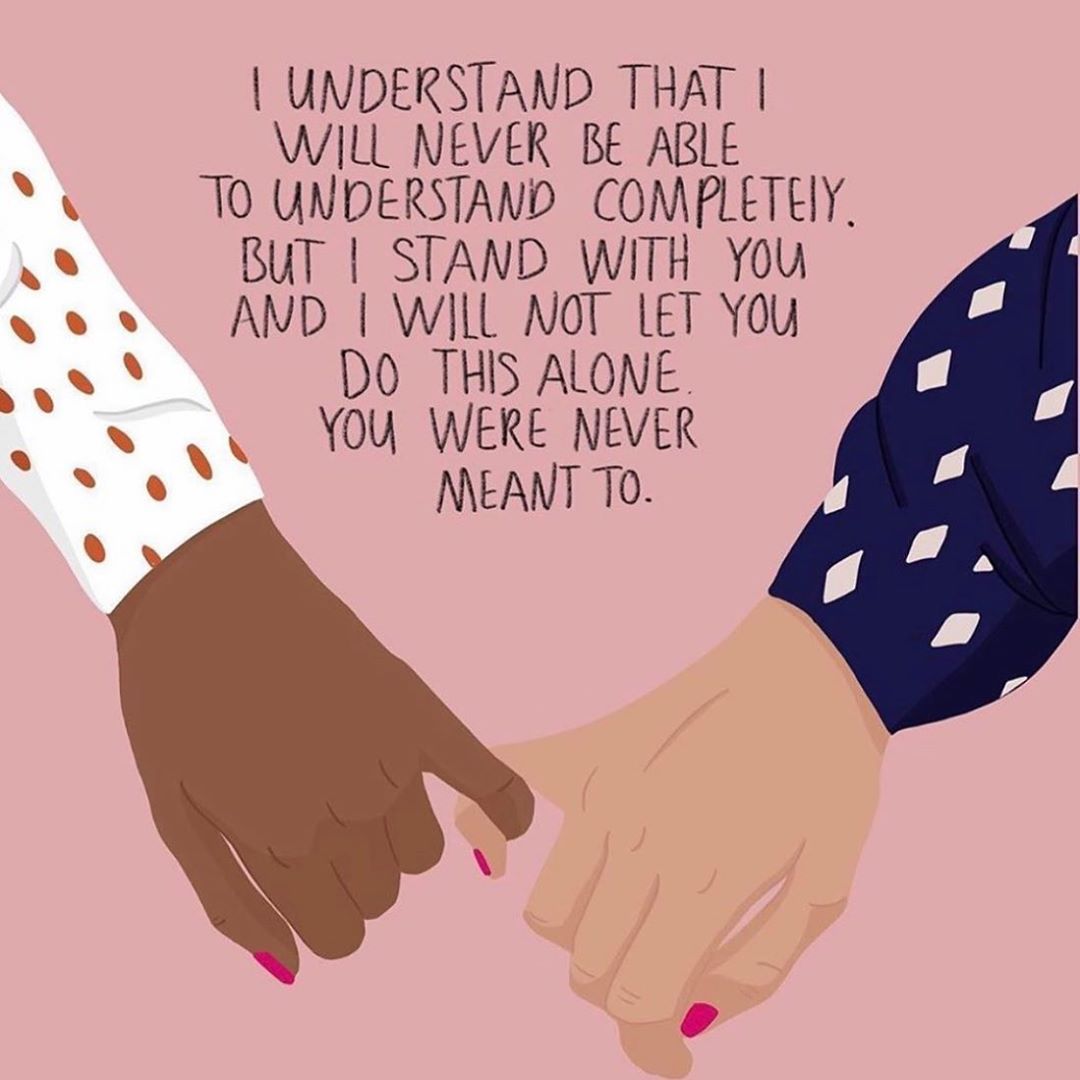 I UNDERSTAND THAT I
WILL NEVER BE ABLE
TO UNDERSTAND COMPLETElY.
BUT I STAND WITH YOU
AND I WILL NOT LET YOU
DO THIS ALONE.
YOU WERE NEVER
MEANT TO.